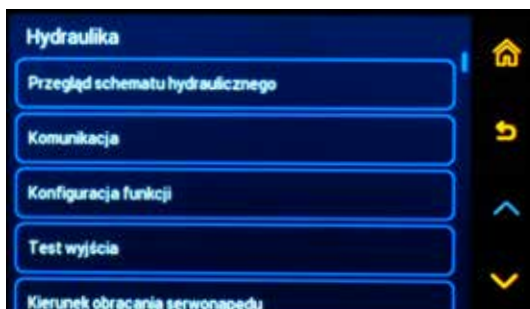 Hydraulika
Przegląd schematu hydraulicznego
Komunikacja
Konfiguracja funkcji
Test wyjścia
Kierunek obracania serwonapędu